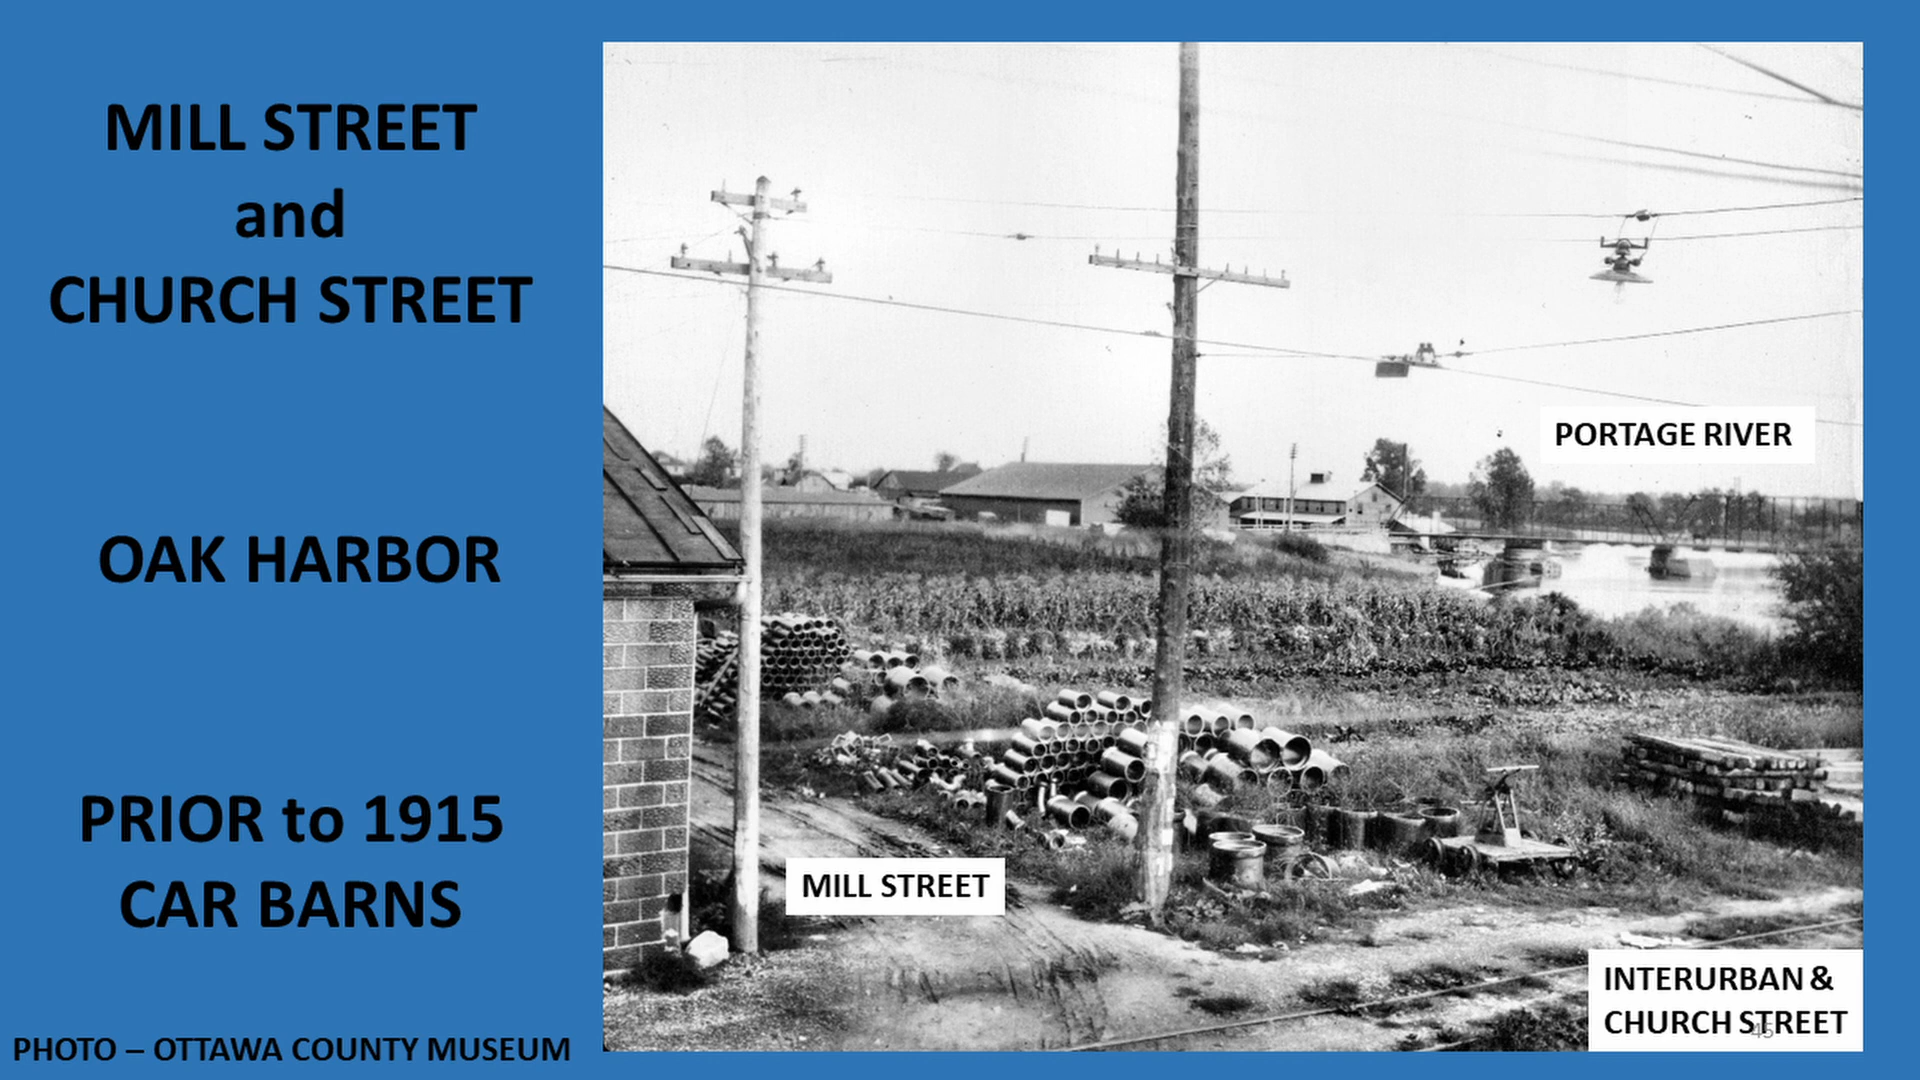 MILL STREET
and
CHURCH STREET
OAK HARBOR
PRIOR to 1915
CAR BARNS
PHOTO – OTTAWA COUNTY MUSEUM
PORTAGE RIVER
MILL STREET
INTERURBAN &
CHURCH STREET
45